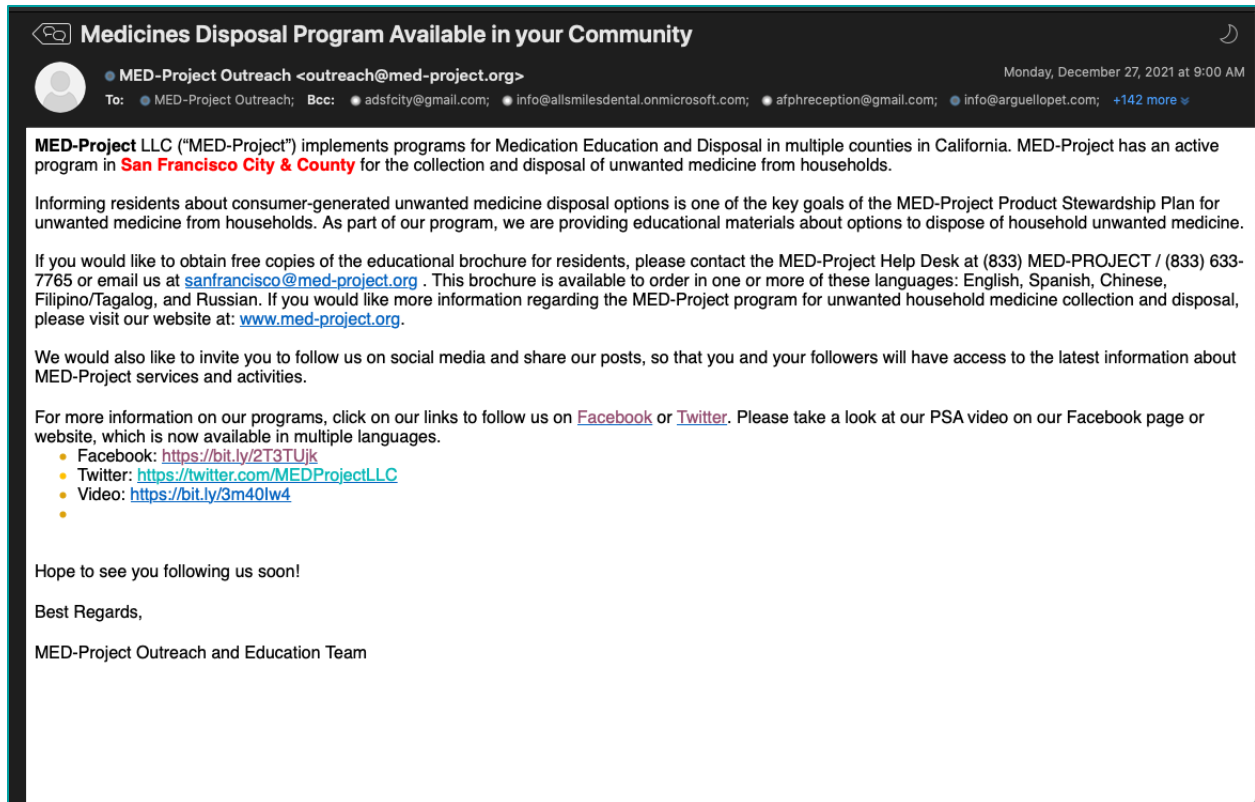 Medicines Disposal Program Available in your Community
MED-Project Outreach <outreach@med-project.org>
Monday, December 27, 2021 at 9:00 AM
To: MED-Project Outreach; Bcc: adsfcity@gmail.com; info@allsmilesdental.onmicrosoft.com; afphreception@gmail.com; info@arguellopet.com; +142 more
MED-Project LLC (“MED-Project”) implements programs for Medication Education and Disposal in multiple counties in California. MED-Project has an active
program in San Francisco City & County for the collection and disposal of unwanted medicine from households.
Informing residents about consumer-generated unwanted medicine disposal options is one of the key goals of the MED-Project Product Stewardship Plan for
unwanted medicine from households. As part of our program, we are providing educational materials about options to dispose of household unwanted medicine.
If you would like to obtain free copies of the educational brochure for residents, please contact the MED-Project Help Desk at (833) MED-PROJECT / (833) 633-
7765 or email us at sanfrancisco@med-project.org . This brochure is available to order in one or more of these languages: English, Spanish, Chinese,
Filipino/Tagalog, and Russian. If you would like more information regarding the MED-Project program for unwanted household medicine collection and disposal,
please visit our website at: www.med-project.org.
We would also like to invite you to follow us on social media and share our posts, so that you and your followers will have access to the latest information about
MED-Project services and activities.
For more information on our programs, click on our links to follow us on Facebook or Twitter. Please take a look at our PSA video on our Facebook page or
website, which is now available in multiple languages.
• Facebook: https://bit.ly/2T3TUjk
• Twitter: https://twitter.com/MEDProjectLLC
• Video: https://bit.ly/3m40Iw4
•
Hope to see you following us soon!
Best Regards,
MED-Project Outreach and Education Team